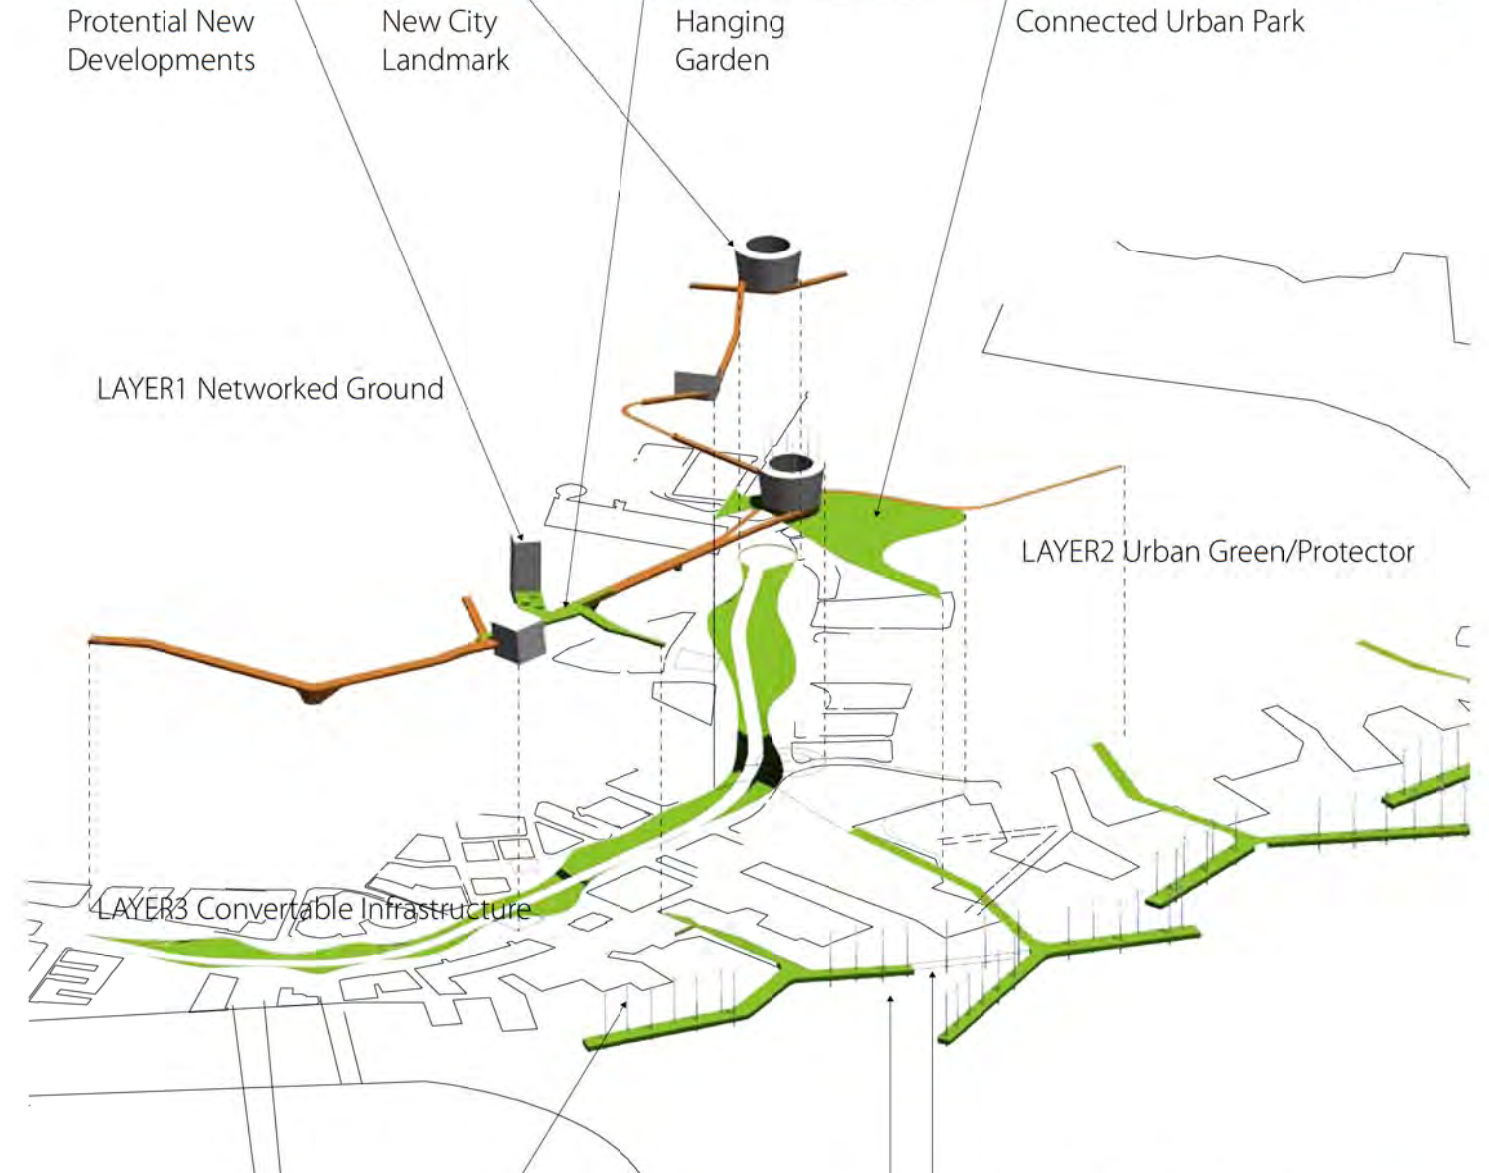 Protential New
Developments
New City
Landmark
Hanging
Garden
Connected Urban Park
LAYER1 Networked Ground
LAYER2 Urban Green/Protector
LAYER3 Convertable Infrastructure